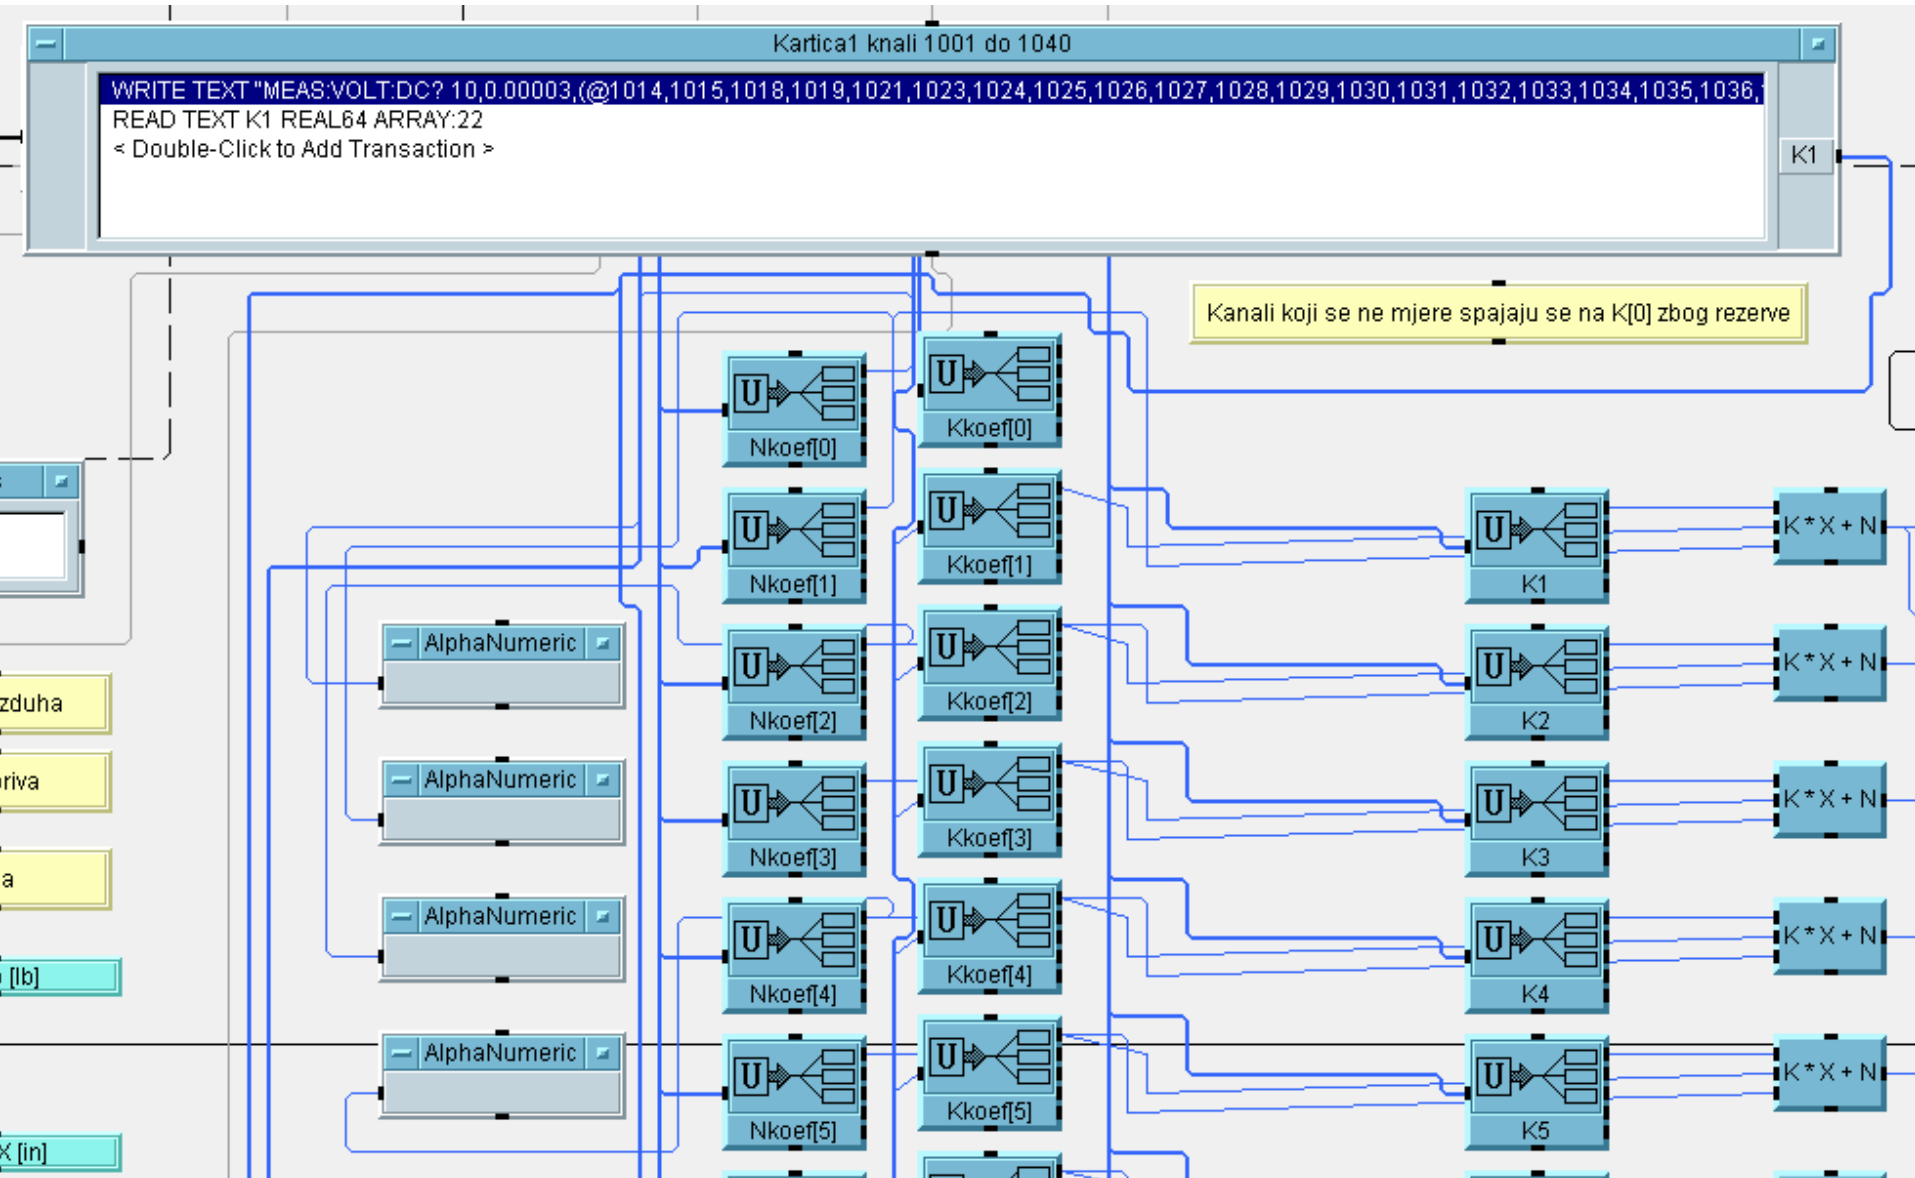 Kartica1 knali 1001 do 1040
WRITE TEXT "MEAS:VOLT:DC? 10,0.00003,(@1014,1015,1018,1019,1021,1023,1024,1025,1026,1027,1028,1029,1030,1031,1032,1033,1034,1035,1036,
READ TEXT K1 REAL64 ARRAY:22
< Double-Click to Add Transaction >
K1
Kanali koji se ne mjere spajaju se na K[0] zbog rezerve
U
Nkoef[0]
U
Kkoef[0]
U
Nkoef[1]
U
Kkoef[1]
U
K1
K*X + N
AlphaNumeric
U
Nkoef[2]
U
Kkoef[2]
U
K2
K*X + N
zduha
AlphaNumeric
U
Nkoef[3]
U
Kkoef[3]
U
K3
K*X + N
riva
a
AlphaNumeric
U
Nkoef[4]
U
Kkoef[4]
U
K4
K*X + N
[lb]
AlphaNumeric
U
Nkoef[5]
U
Kkoef[5]
U
K5
K*X + N
X [in]